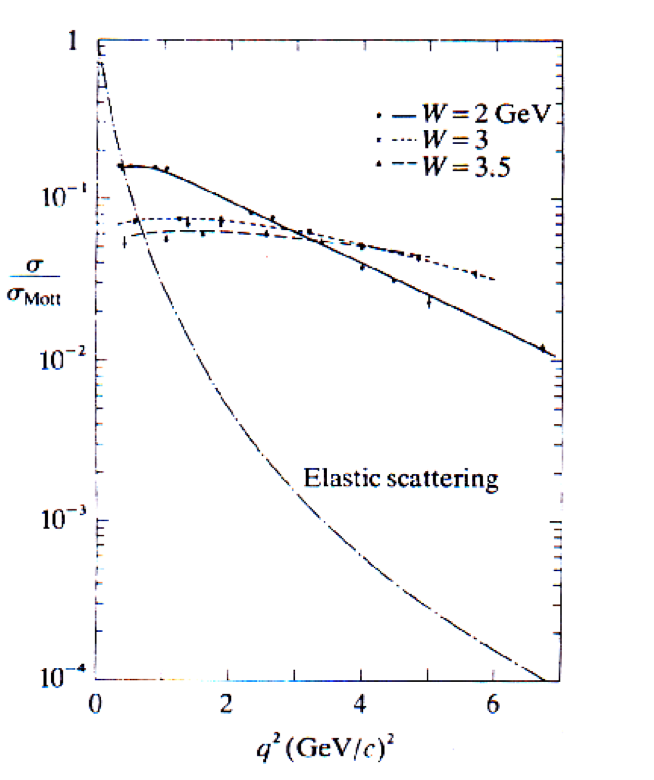 1
W = 2 GeV
W = 3
W = 3.5
10⁻¹
σ
σMott
10⁻²
Elastic scattering
10⁻³
10⁻⁴
0 2 4 6
q² (GeV/c)²